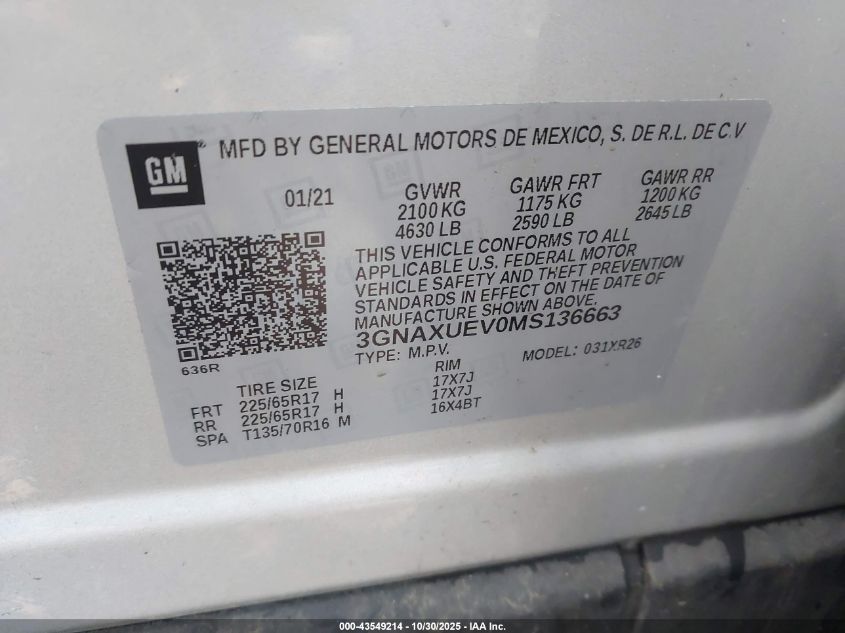 GM
MFD BY GENERAL MOTORS DE MEXICO, S. DE R.L. DE C.V
01/21
GVWR
2100 KG
4630 LB
GAWR FRT
1175 KG
2590 LB
GAWR RR
1200 KG
2645 LB
THIS VEHICLE CONFORMS TO ALL
APPLICABLE U.S. FEDERAL MOTOR
VEHICLE SAFETY AND THEFT PREVENTION
STANDARDS IN EFFECT ON THE DATE OF
MANUFACTURE SHOWN ABOVE.
3GNAXUEV0MS136663
TYPE: M.P.V. MODEL: 031XR26
636R
TIRE SIZE RIM
FRT 225/65R17 H 17X7J
RR 225/65R17 H 17X7J
SPA T135/70R16 M 16X4BT
000-43549214 - 10/30/2025 - IAA Inc.